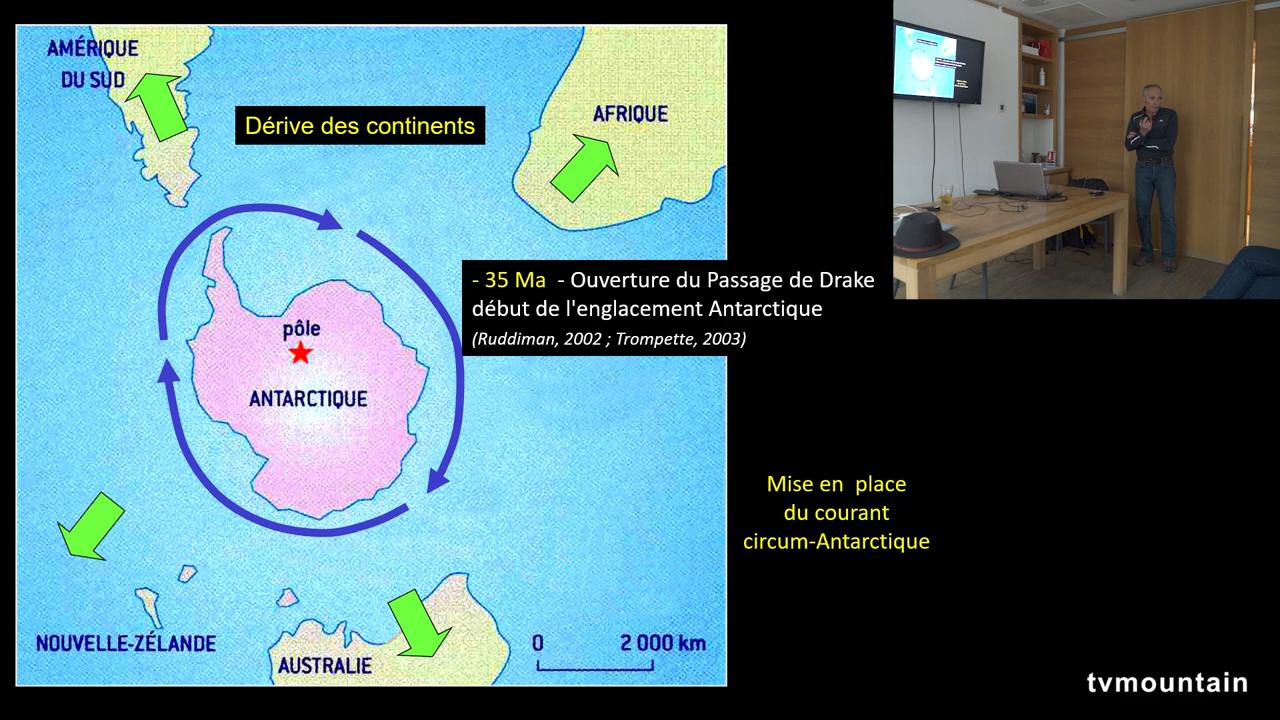 AMÉRIQUE
DU SUD
Dérive des continents
AFRIQUE
- 35 Ma - Ouverture du Passage de Drake
début de l'englacement Antarctique
(Ruddiman, 2002 ; Trompette, 2003)
pôle
ANTARCTIQUE
Mise en place
du courant
circum-Antarctique
NOUVELLE-ZÉLANDE
AUSTRALIE
0 2 000 km
tvmountain